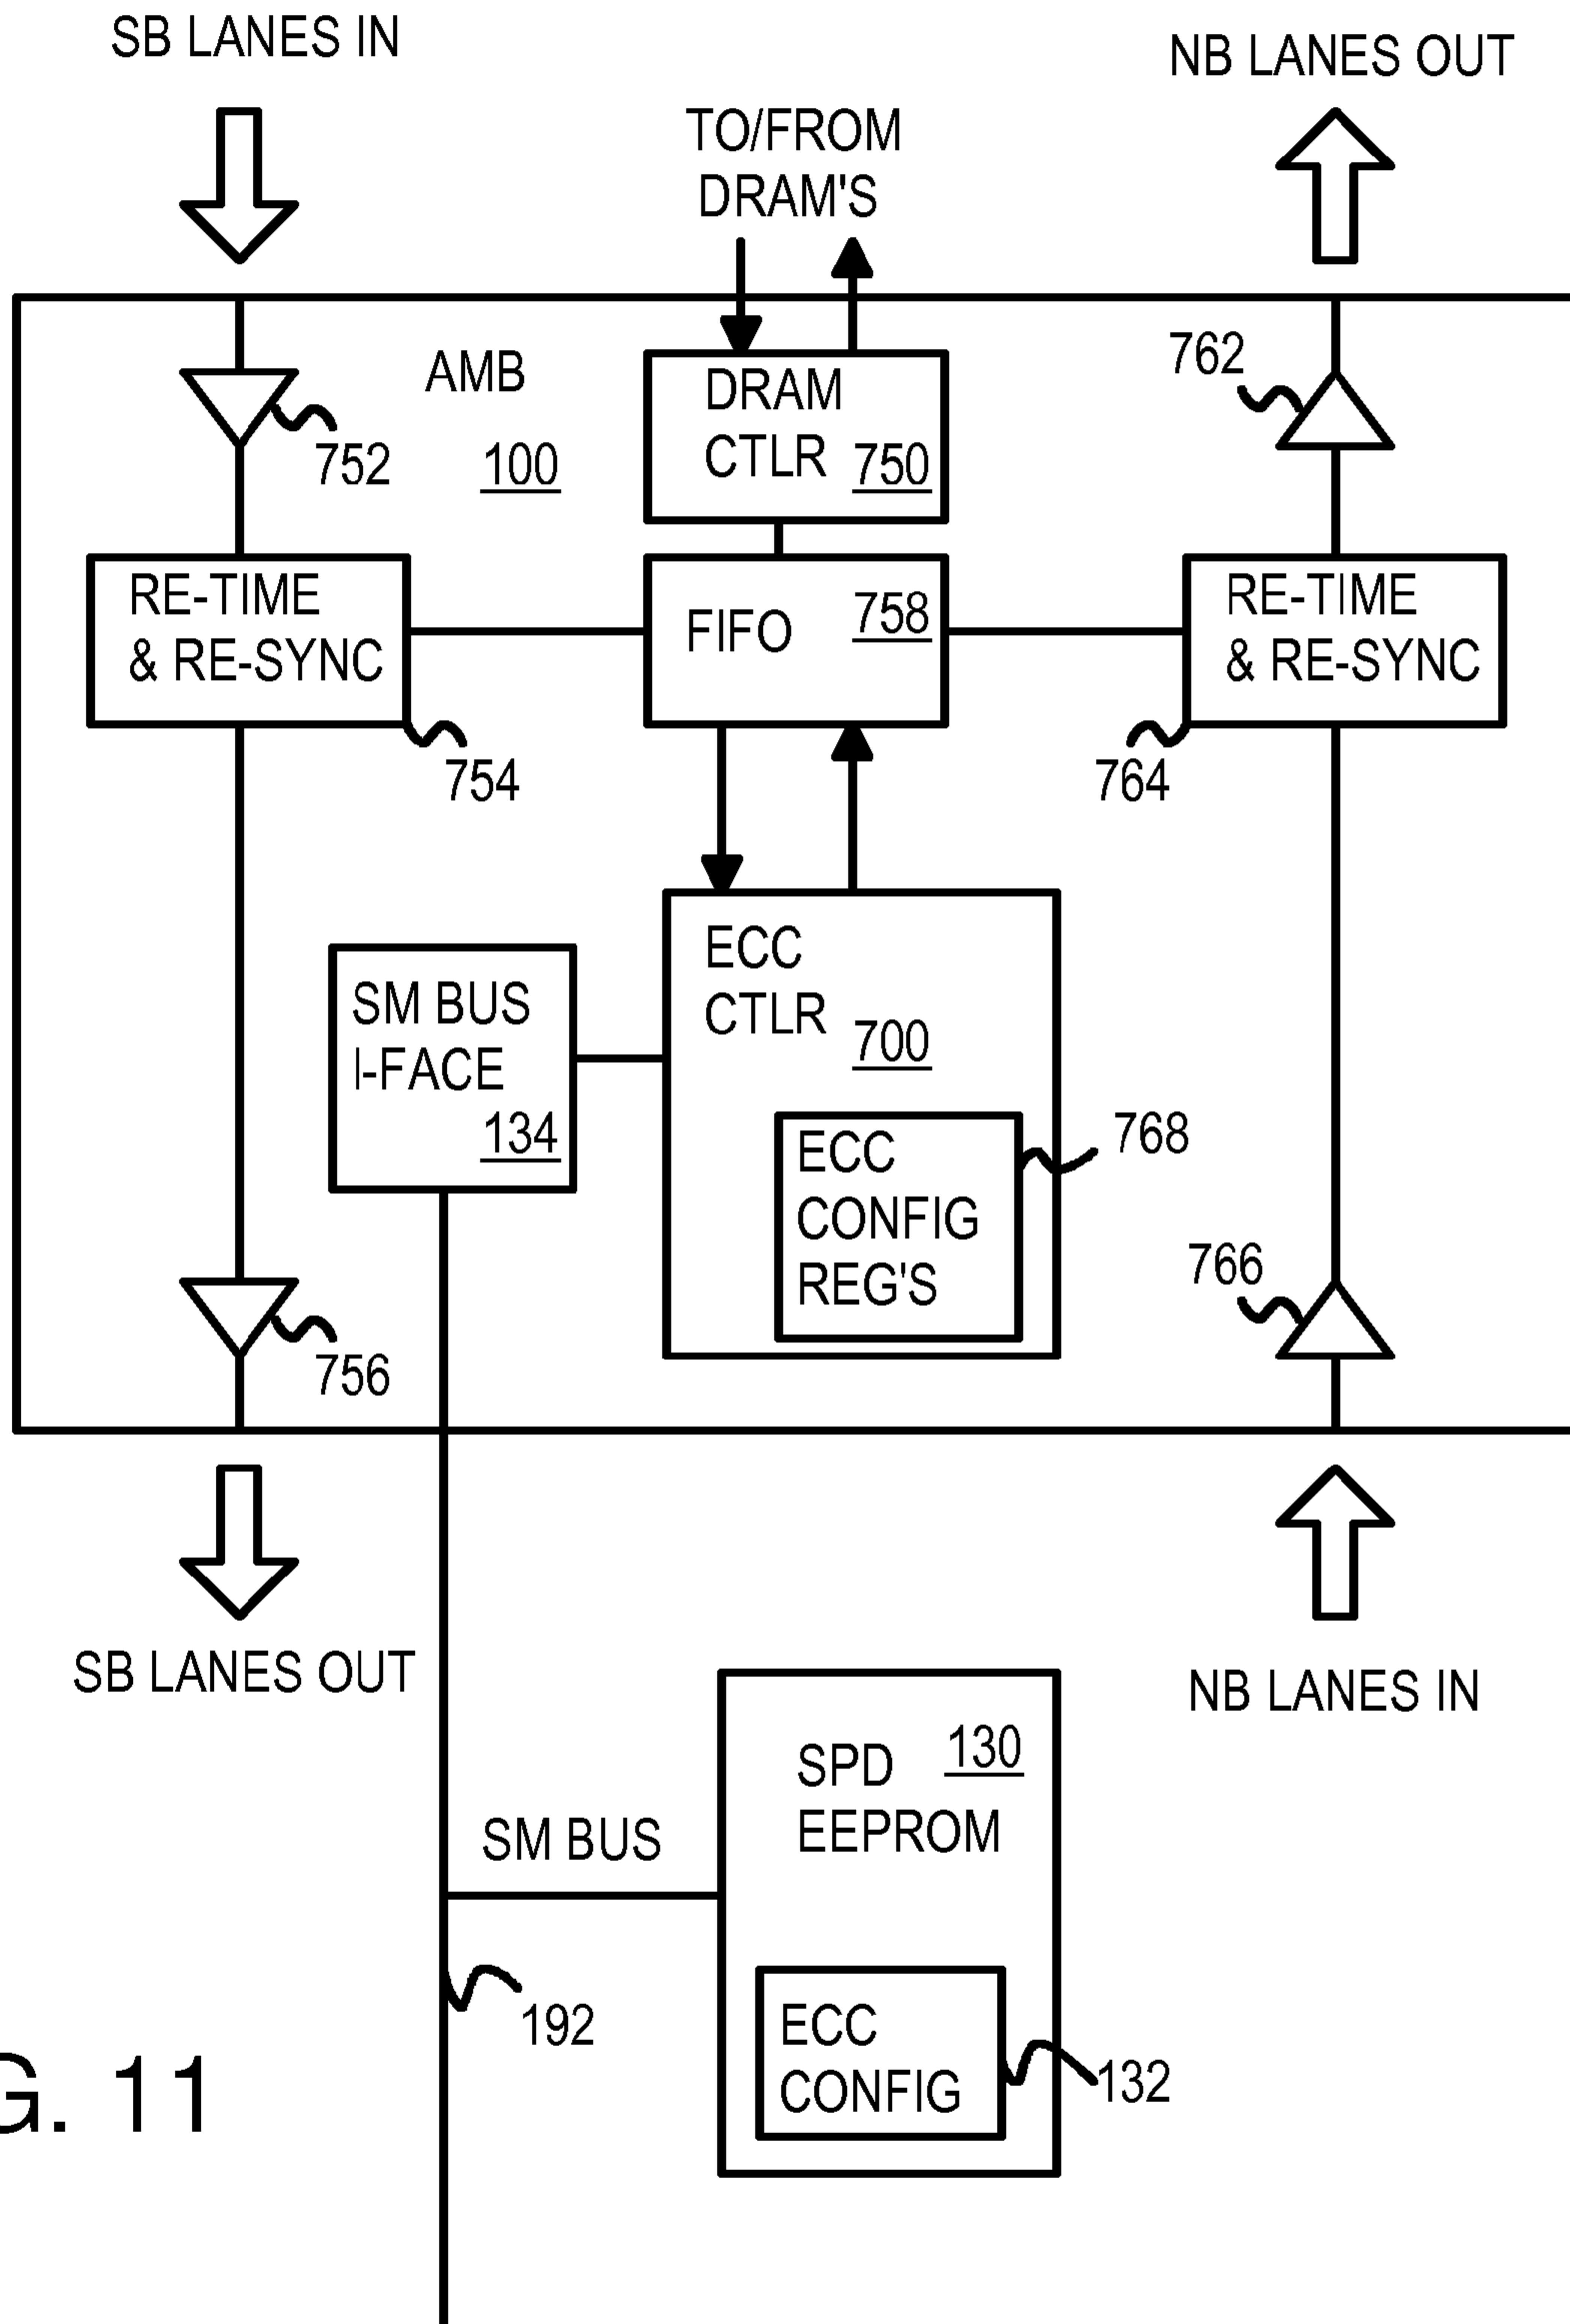 SB LANES IN
NB LANES OUT
TO/FROM
DRAM'S
AMB
100
DRAM
CTLR 750
752
762
RE-TIME
& RE-SYNC
754
FIFO 758
RE-TIME
& RE-SYNC
764
ECC
CTLR 700
SM BUS
I-FACE
134
ECC
CONFIG
REG'S
768
756
766
SB LANES OUT
NB LANES IN
SPD 130
EEPROM
SM BUS
192
ECC
CONFIG
132
G. 11